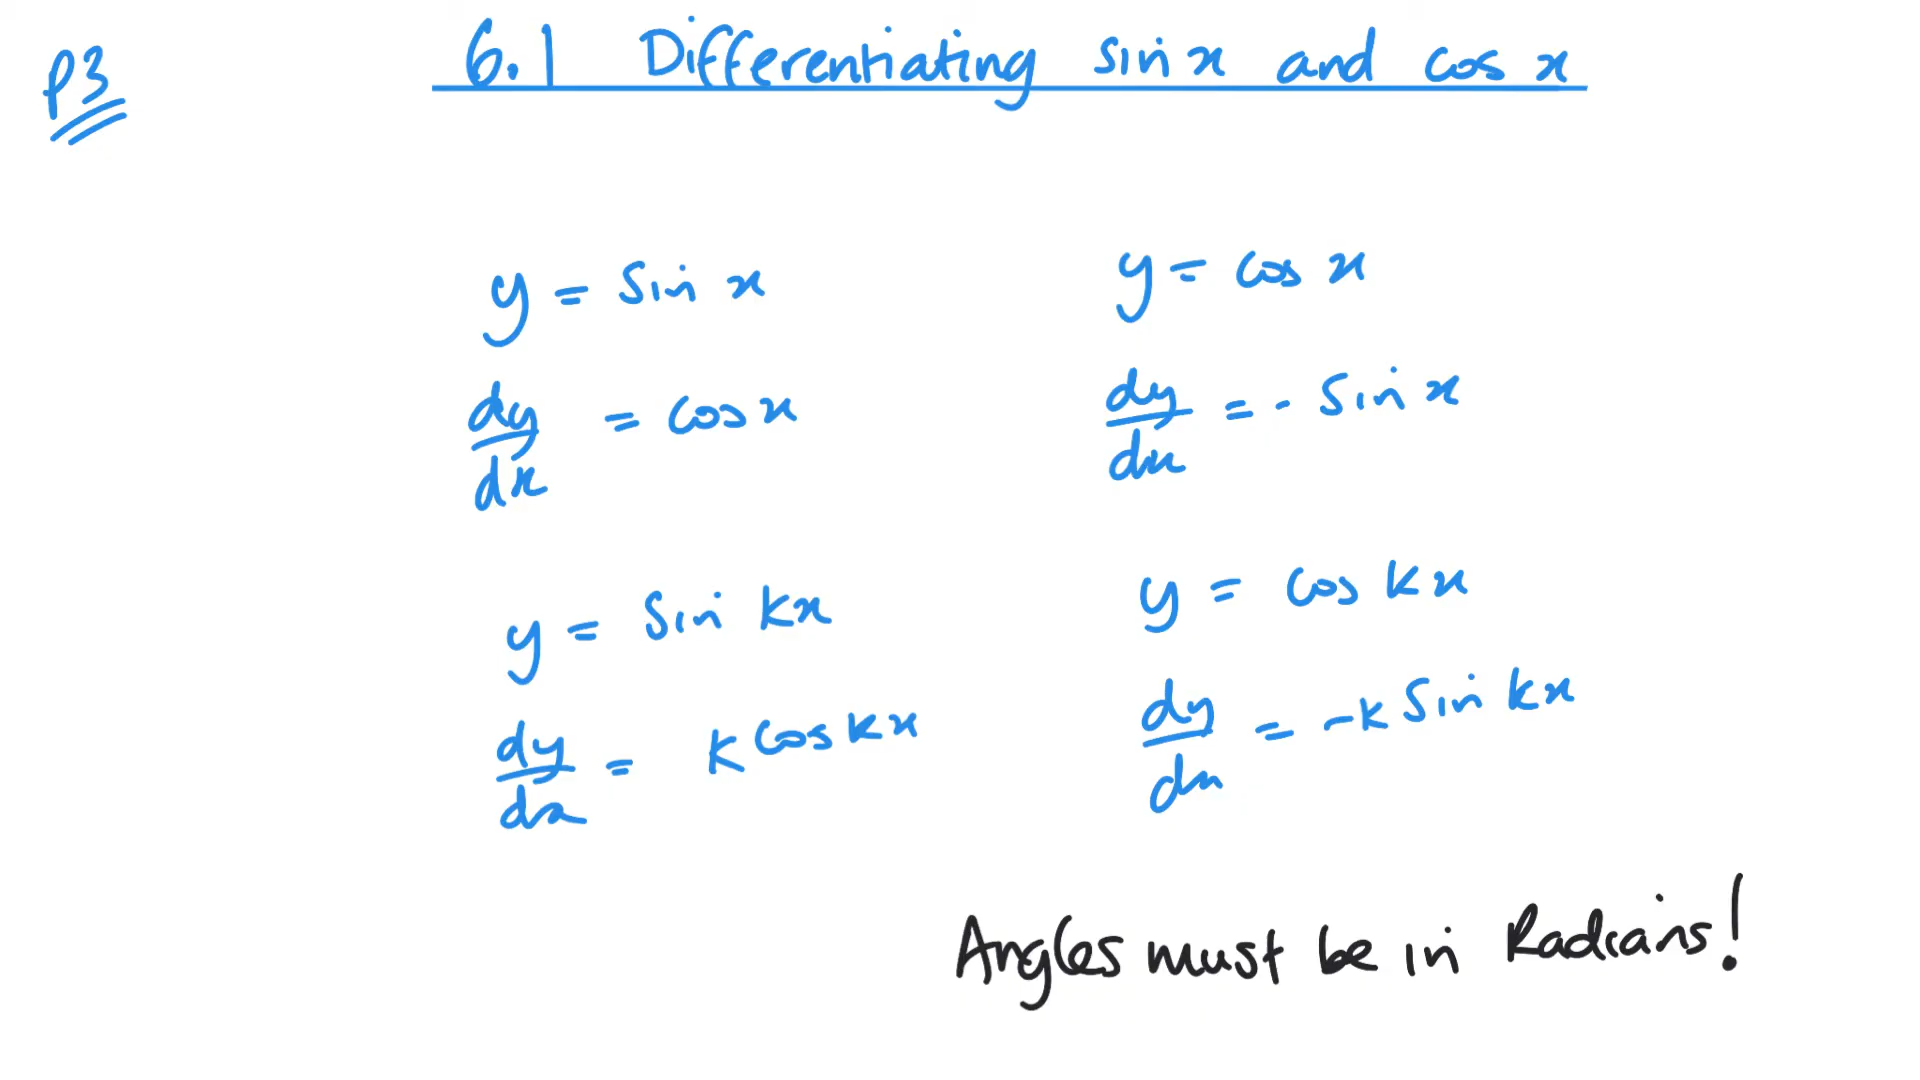 P3
6.1 Differentiating sin x and cos x
y = sin x
dy/dx = cos x
y = cos x
dy/dx = - sin x
y = sin kx
dy/dx = k cos kx
y = cos kx
dy/dx = -k sin kx
Angles must be in Radians!